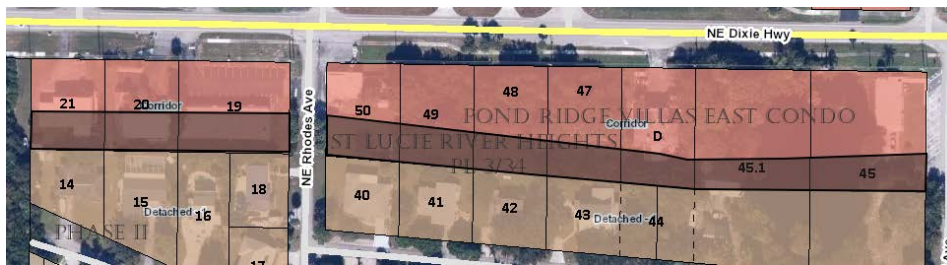 NE Dixie Hwy
21
20
Corridor
19
50
49
48
47
POND RIDGE VILLAS EAST CONDO
Corridor
D
NE Rhodes Ave
ST LUCIE RIVER HEIGHTS
PL 3/34
45.1
45
14
15
16
18
Detached -1
40
41
42
43
Detached -1
44
PHASE II
17